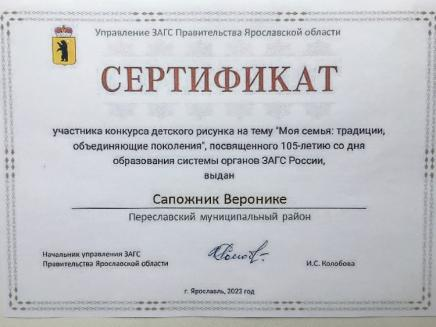 Управление ЗАГС Правительства Ярославской области
СЕРТИФИКАТ
участника конкурса детского рисунка на тему "Моя семья: традиции,
объединяющие поколения", посвященного 105-летию со дня
образования системы органов ЗАГС России,
выдан
Сапожник Веронике
Переславский муниципальный район
Начальник управления ЗАГС
Правительства Ярославской области
И.С. Колобова
г. Ярославль, 2022 год